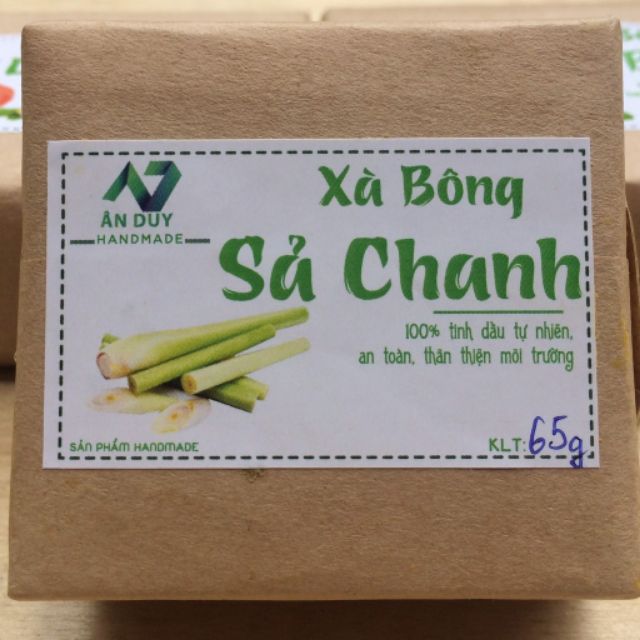 ÂN DUY
HANDMADE
Xà Bông
Sả Chanh
100% tinh dầu tự nhiên,
an toàn, thân thiện môi trường
SẢN PHẨM HANDMADE
KLT: 65g